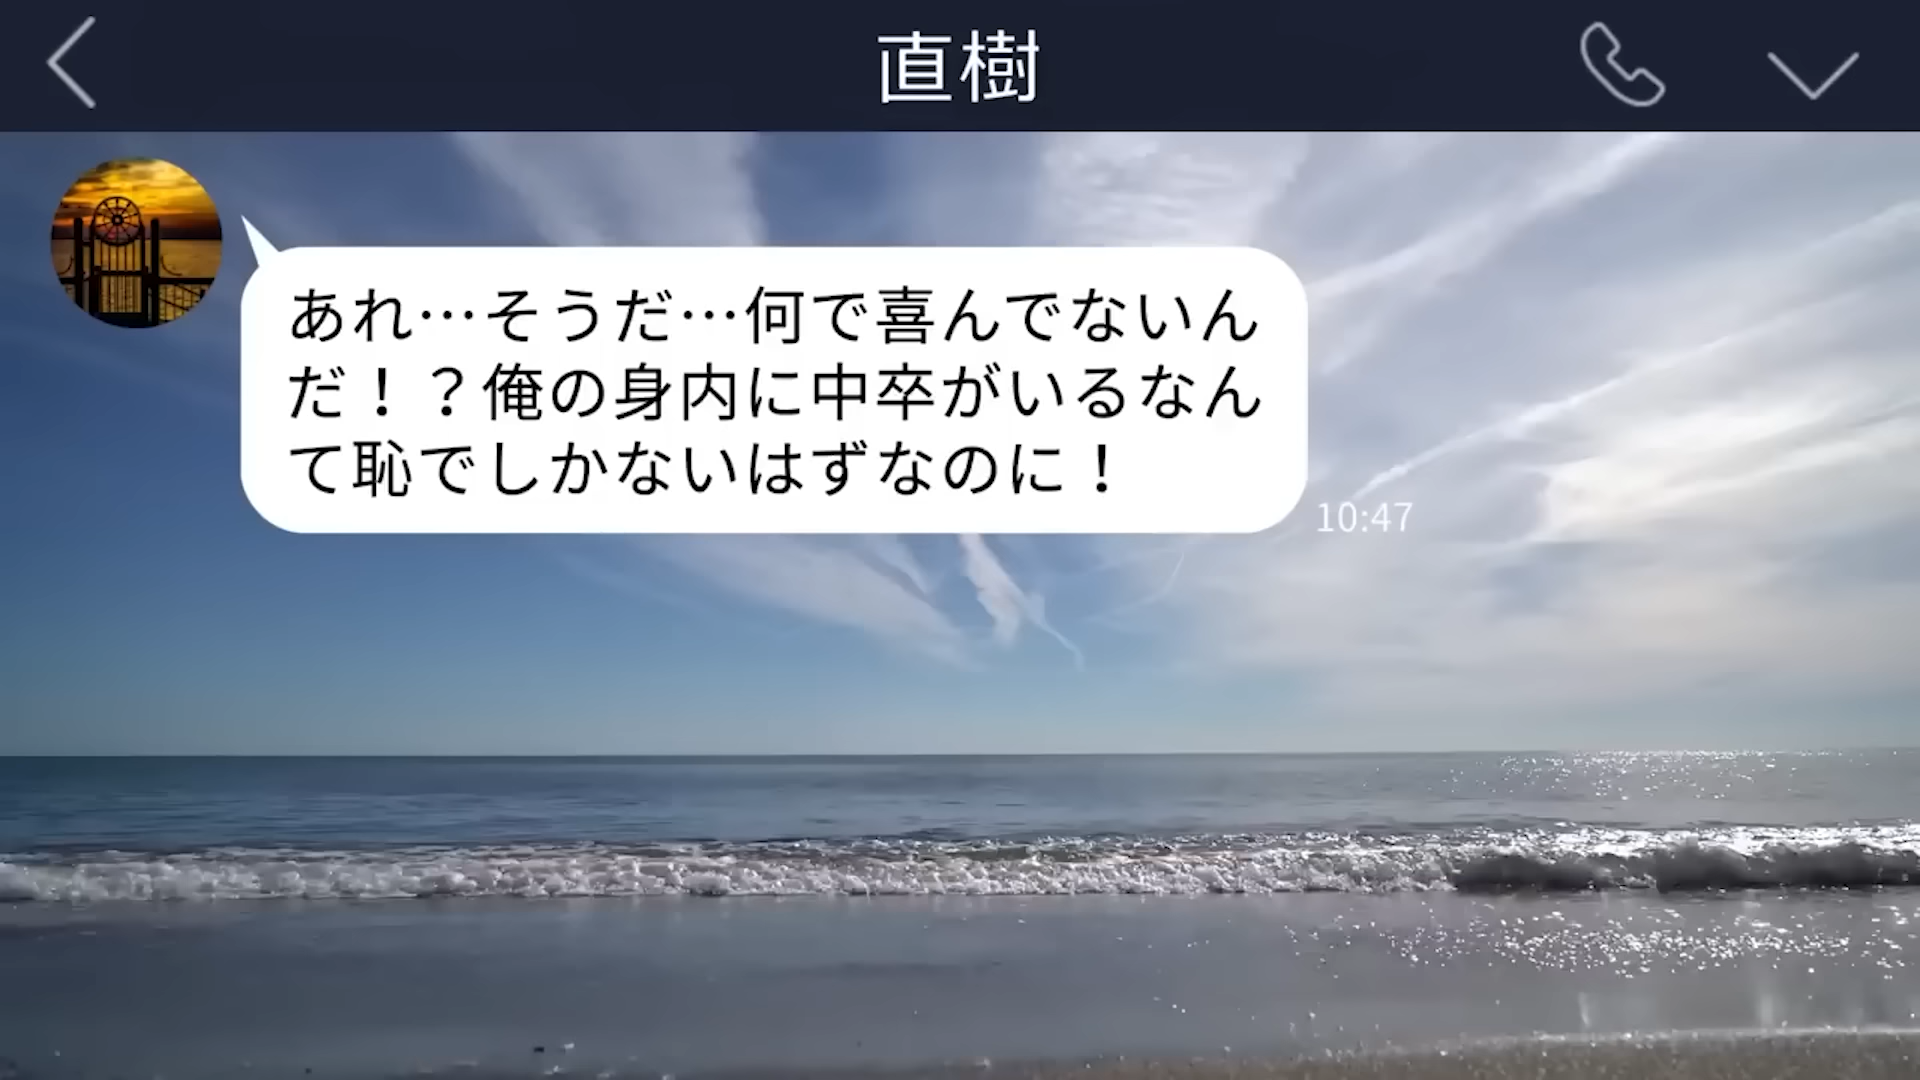 直樹
あれ…そうだ…何で喜んでないん
だ！？俺の身内に中卒がいるなん
て恥でしかないはずなのに！
10:47